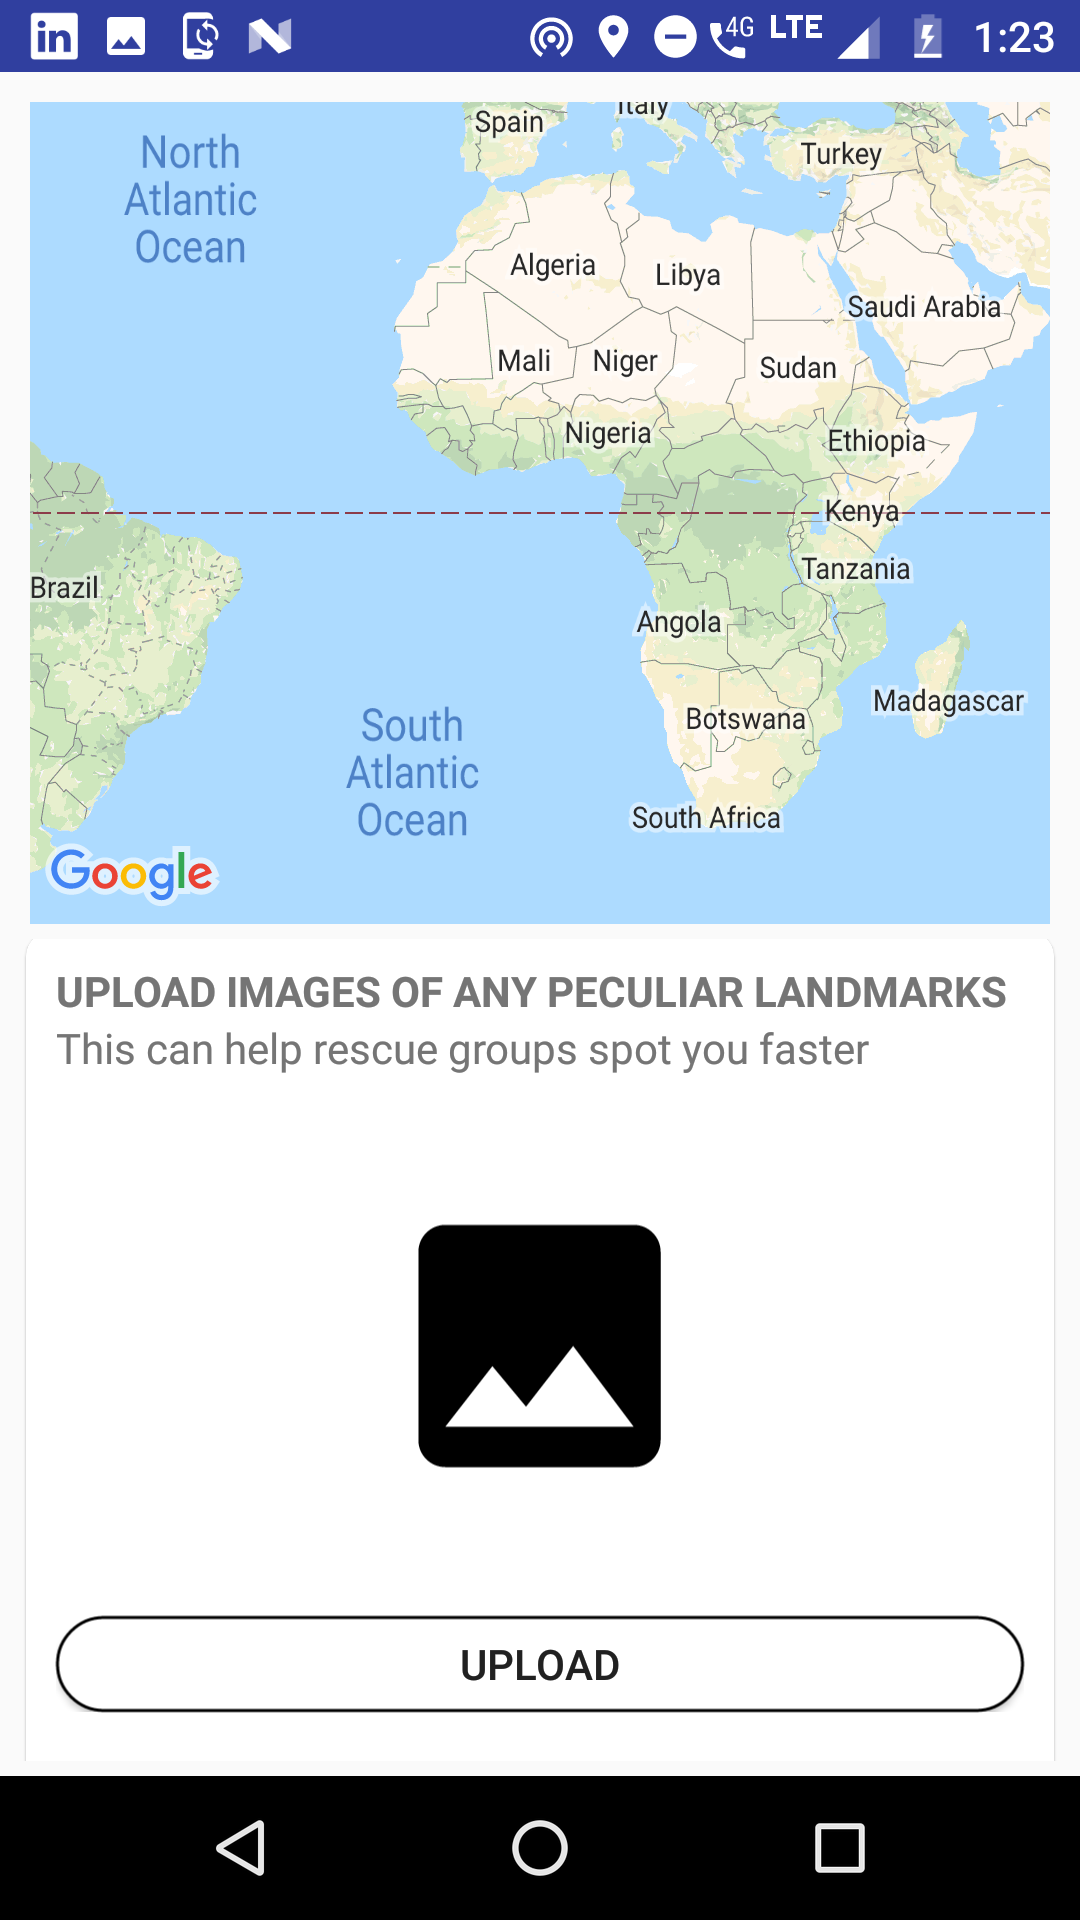 in 4G LTE 1:23
Spain
Italy
Turkey
North
Atlantic
Ocean
Algeria
Libya
Saudi Arabia
Mali
Niger
Sudan
Nigeria
Ethiopia
Kenya
Tanzania
Brazil
Angola
Madagascar
Botswana
South
Atlantic
Ocean
South Africa
Google
UPLOAD IMAGES OF ANY PECULIAR LANDMARKS
This can help rescue groups spot you faster
UPLOAD